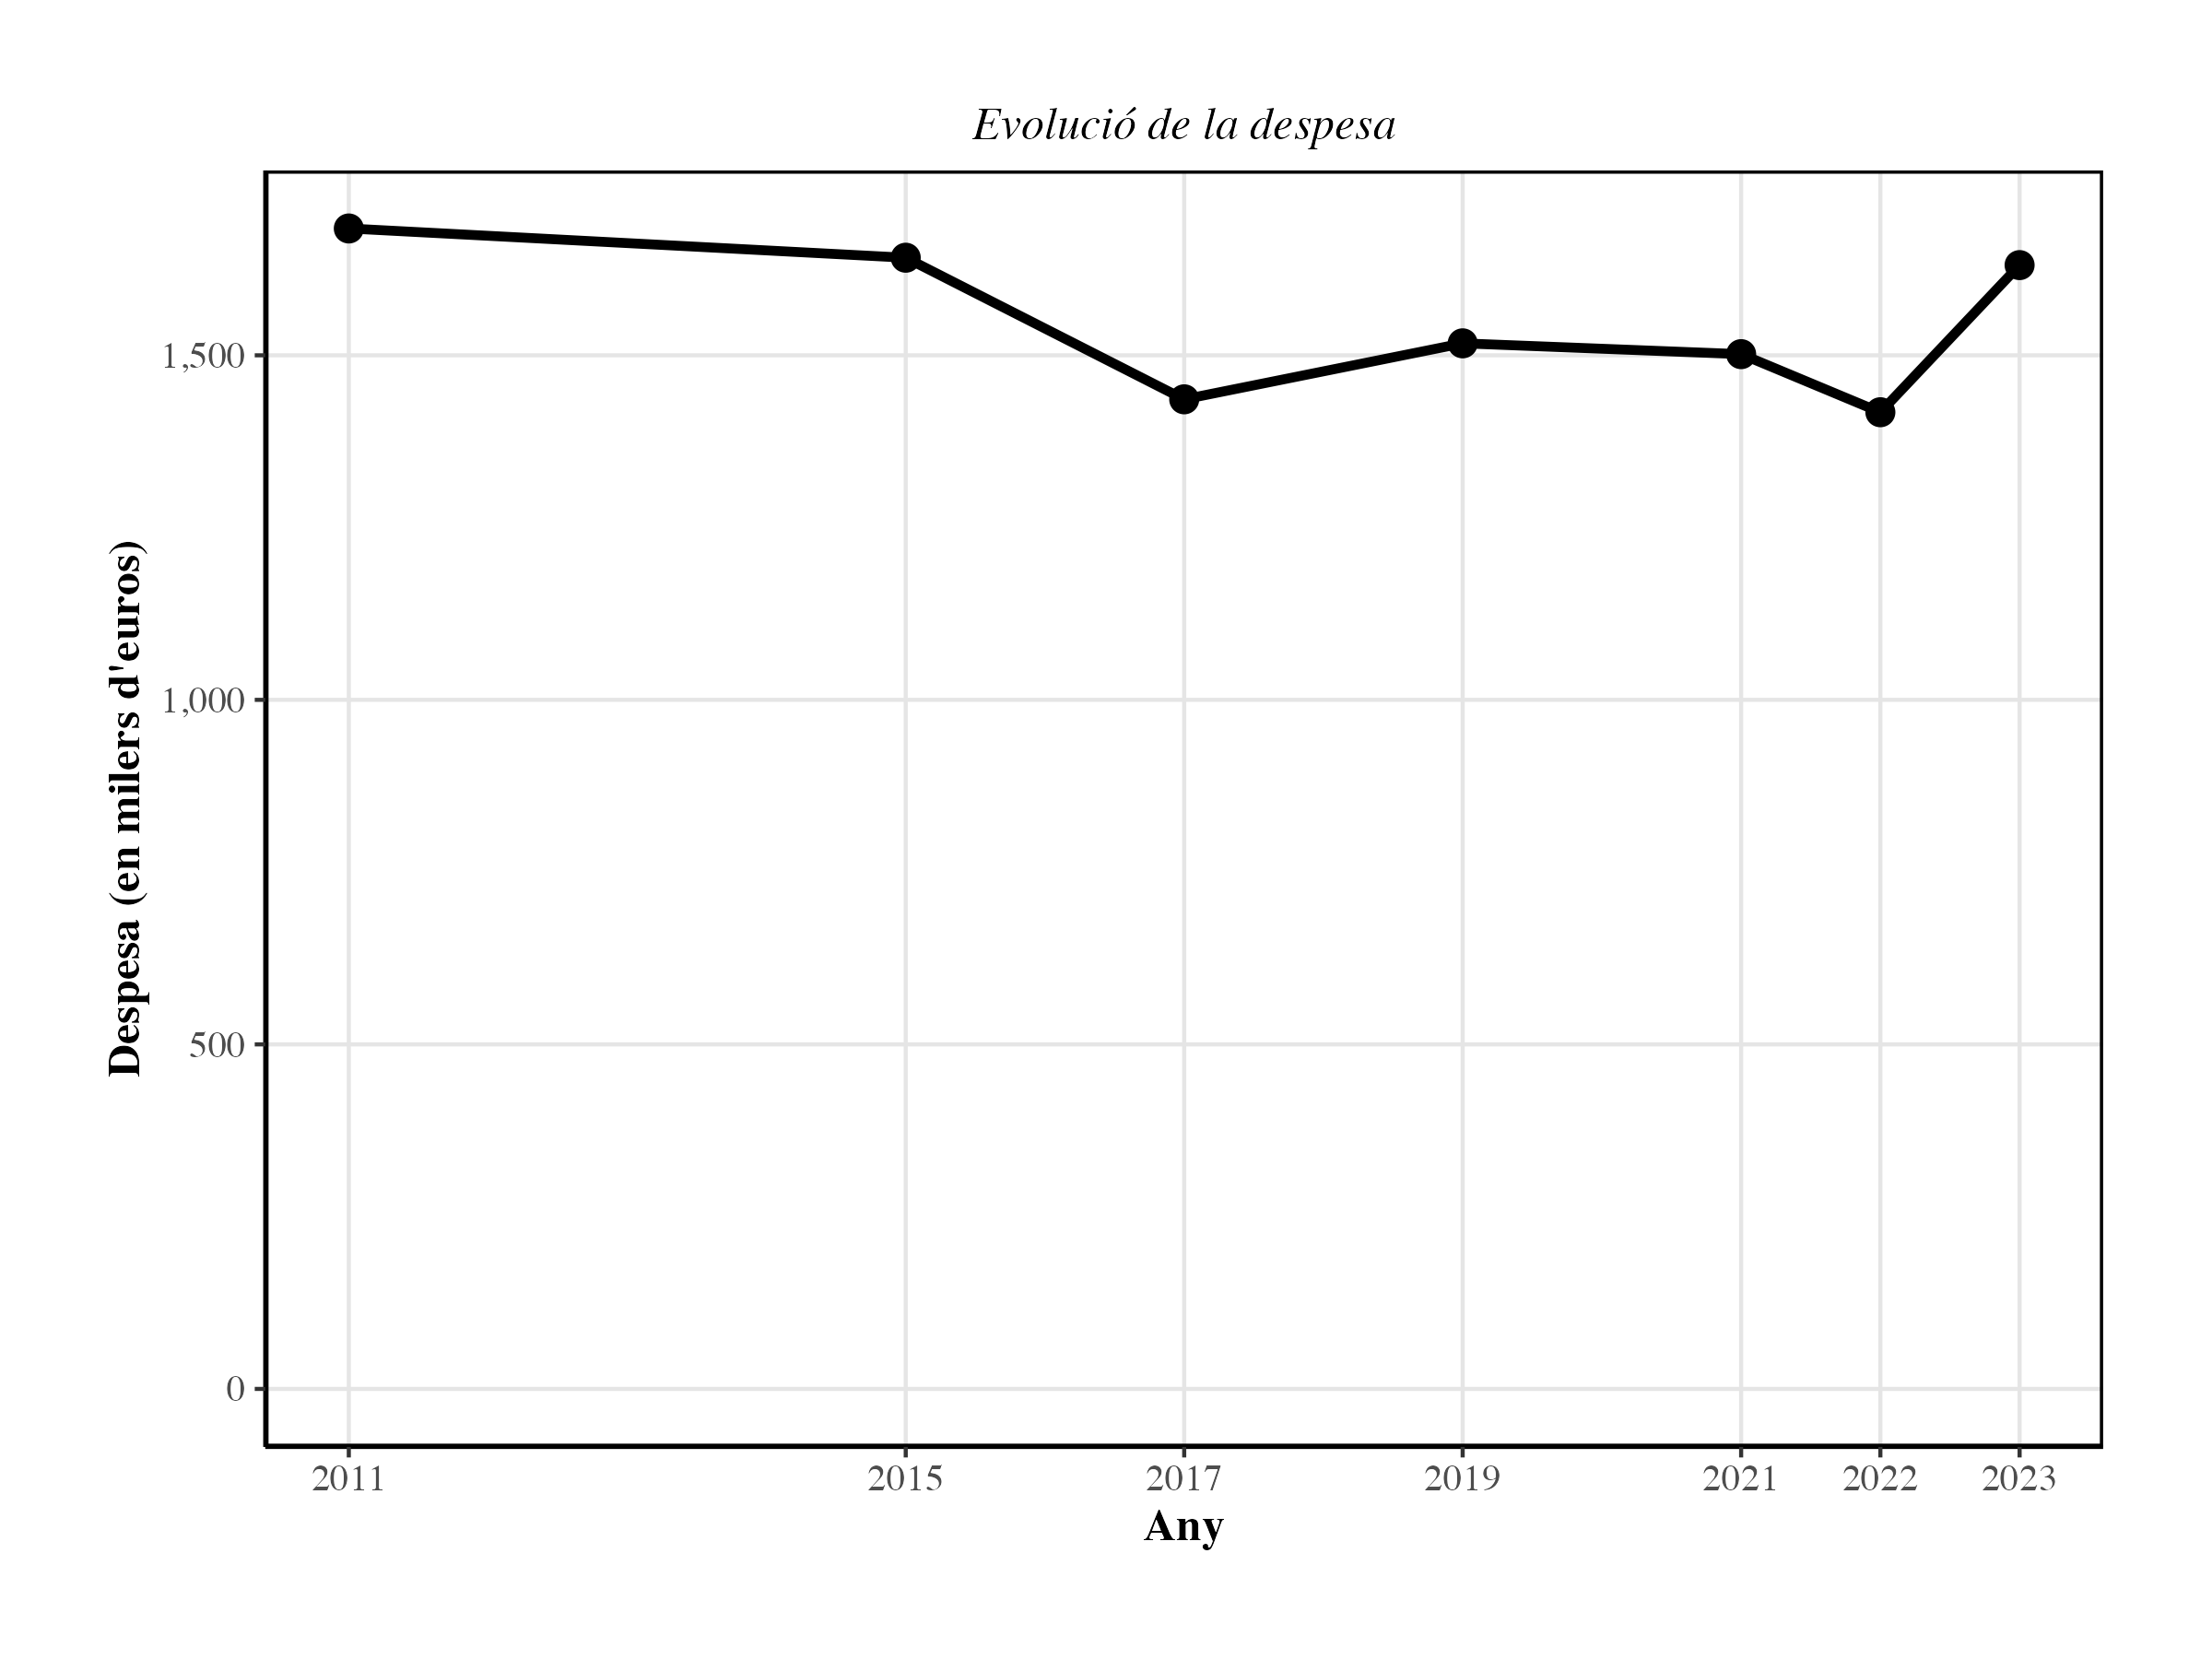 Evolució de la despesa
Despesa (en milers d'euros)
1,500
1,000
500
0
2011 2015 2017 2019 2021 2022 2023
Any